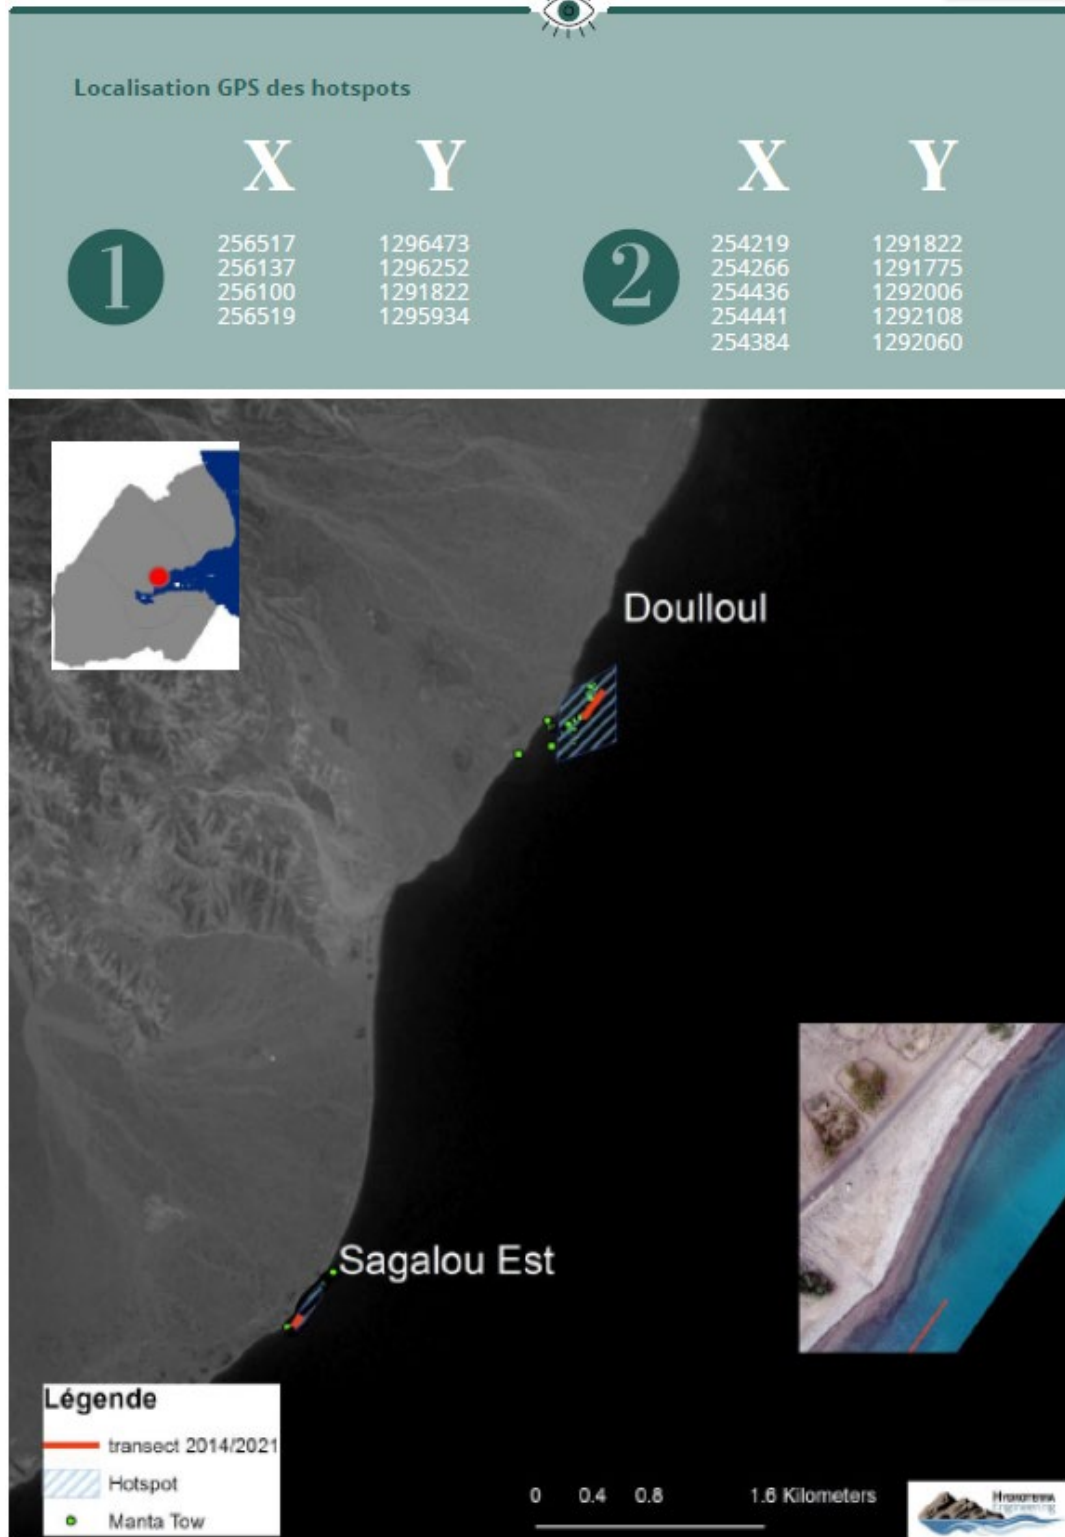 Localisation GPS des hotspots
X Y X Y
1
256517 1296473
256137 1296252
256100 1291822
256519 1295934
2
254219 1291822
254266 1291775
254436 1292006
254441 1292108
254384 1292060
Doulloul
Sagalou Est
Légende
transect 2014/2021
Hotspot
Manta Tow
0 0.4 0.8 1.6 Kilometers
HYDROTERRA
Engineering